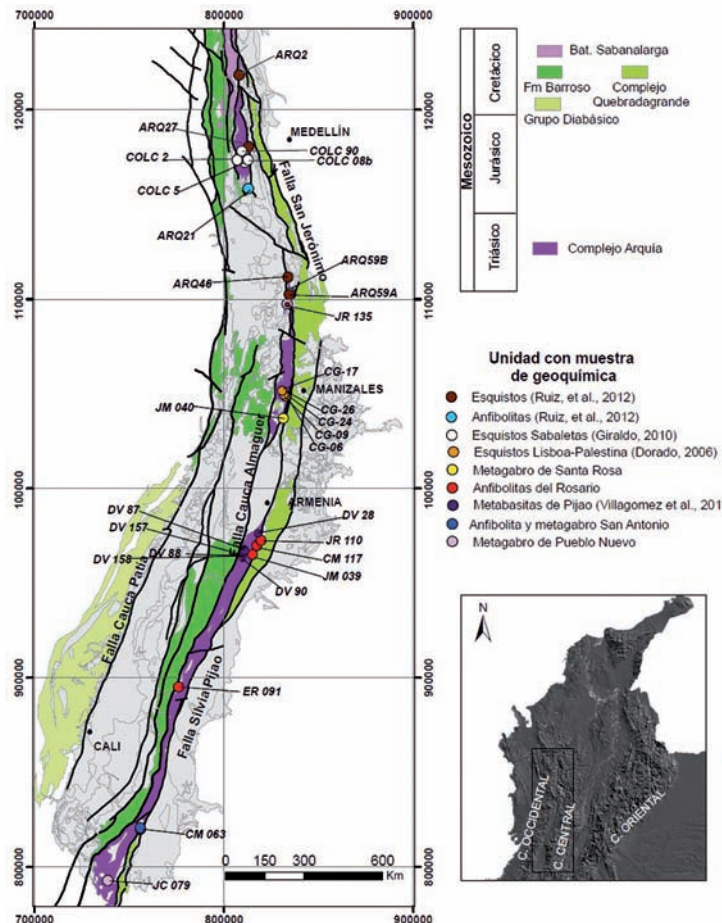 700000
800000
900000
ARQ2
120000
ARQ27
MEDELLÍN
COLC 90
COLC 2
COLC 08b
COLC 5
Falla San Jerónimo
ARQ21
ARQ59B
ARQ46
ARQ59A
110000
JR 135
CG-17
MANIZALES
CG-26
CG-24
JM 040
CG-09
CG-06
Falla Cauca Almaguer
100000
ARMENIA
DV 87
DV 28
DV 157
JR 110
DV 88
CM 117
DV 158
JM 039
DV 90
Falla Cauca Patia
900000
ER 091
Falla Silvia Pijao
CALI
CM 063
0 150 300 600
Km
800000
JC 079
700000
800000
900000
Mesozoico
Cretácico
Jurásico
Triásico
Bat. Sabanalarga
Fm Barroso
Complejo
Quebradagrande
Grupo Diabásico
Complejo Arquía
Unidad con muestra
de geoquímica
Esquistos (Ruiz, et al., 2012)
Anfibolitas (Ruiz, et al., 2012)
Esquistos Sabaletas (Giraldo, 2010)
Esquistos Lisboa-Palestina (Dorado, 2006)
Metagabro de Santa Rosa
Anfibolitas del Rosario
Metabasitas de Pijao (Villagomez et al., 201
Anfibolita y metagabro San Antonio
Metagabro de Pueblo Nuevo
N
C. OCCIDENTAL
C. CENTRAL
C. ORIENTAL